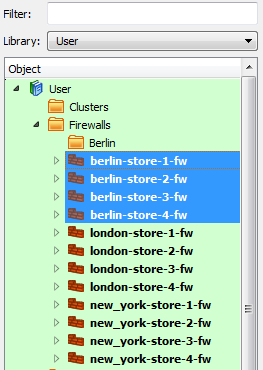 Filter:
Library: User
Object
User
Clusters
Firewalls
Berlin
berlin-store-1-fw
berlin-store-2-fw
berlin-store-3-fw
berlin-store-4-fw
london-store-1-fw
london-store-2-fw
london-store-3-fw
london-store-4-fw
new_york-store-1-fw
new_york-store-2-fw
new_york-store-3-fw
new_york-store-4-fw